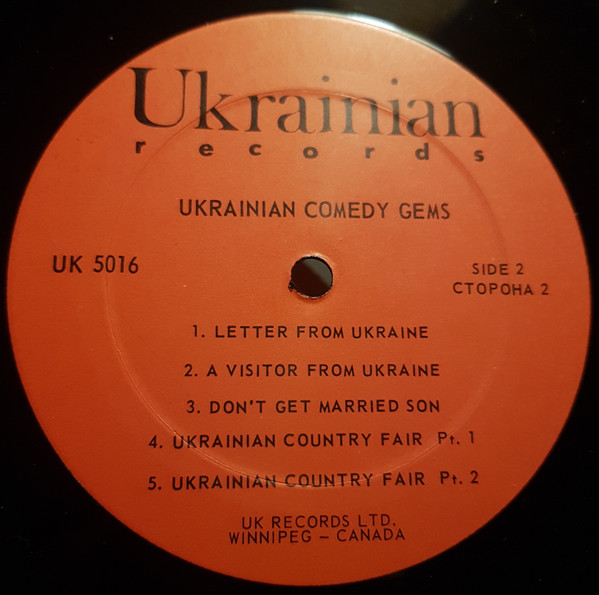 Ukrainian
records
UKRAINIAN COMEDY GEMS
UK 5016
SIDE 2
СТОРОНА 2
1. LETTER FROM UKRAINE
2. A VISITOR FROM UKRAINE
3. DON'T GET MARRIED SON
4. UKRAINIAN COUNTRY FAIR Pt. 1
5. UKRAINIAN COUNTRY FAIR Pt. 2
UK RECORDS LTD.
WINNIPEG – CANADA